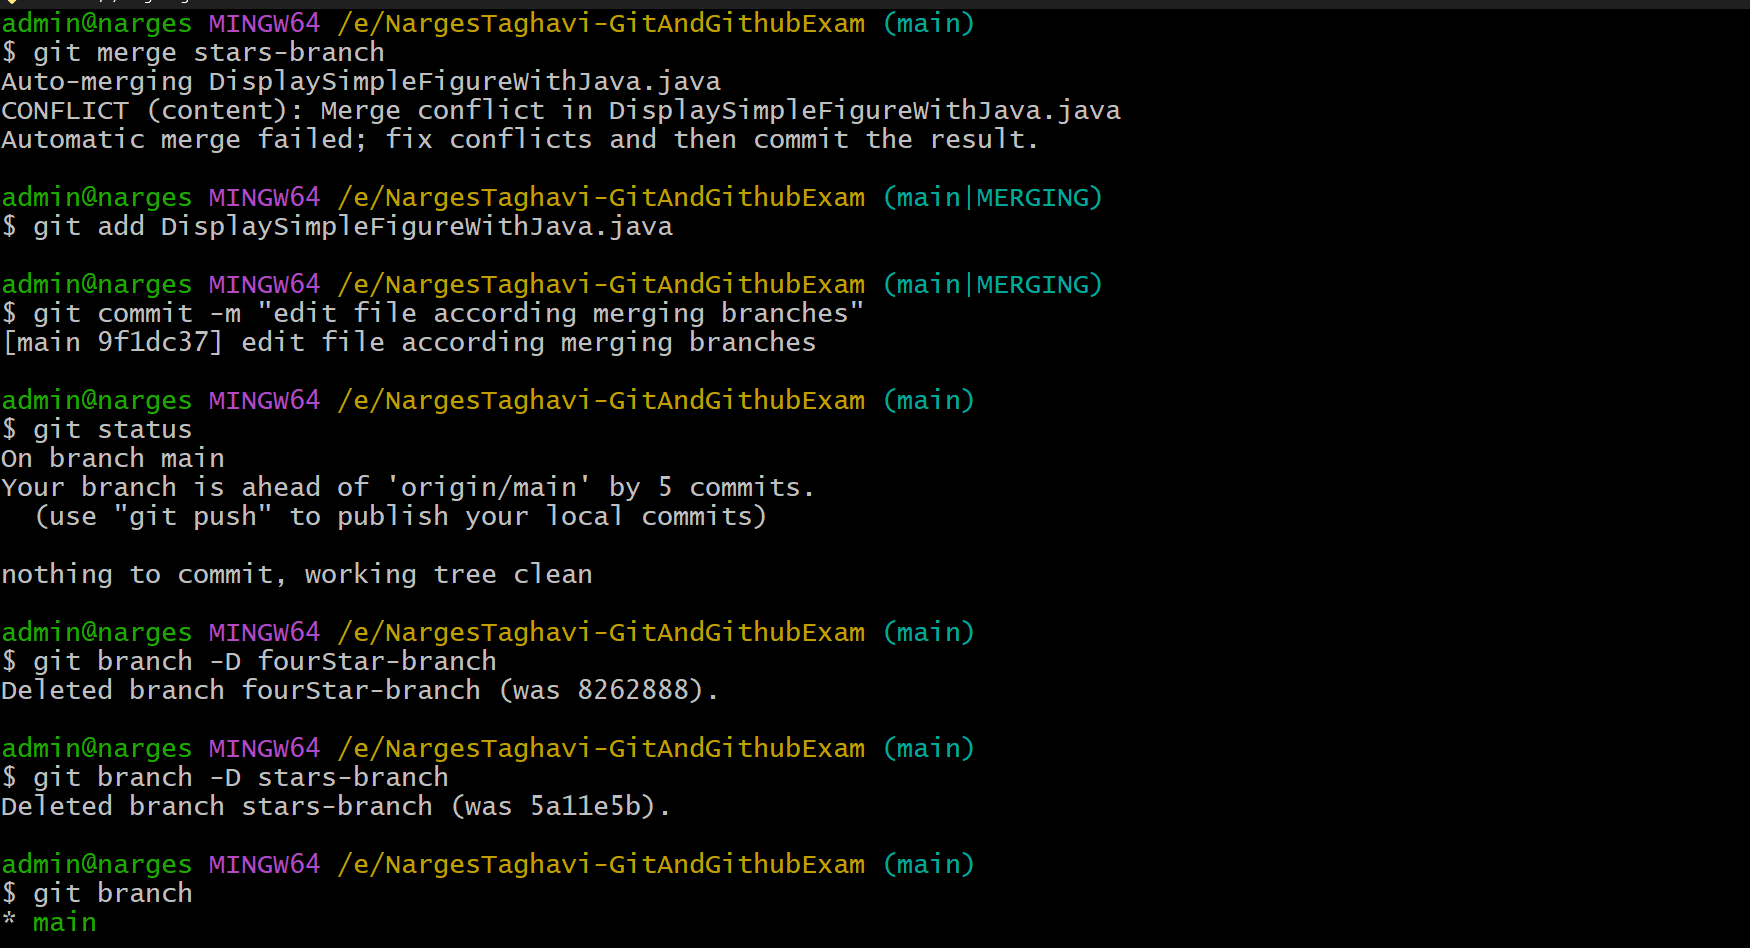 admin@narges MINGW64 /e/NargesTaghavi-GitAndGithubExam (main)
$ git merge stars-branch
Auto-merging DisplaySimpleFigureWithJava.java
CONFLICT (content): Merge conflict in DisplaySimpleFigureWithJava.java
Automatic merge failed; fix conflicts and then commit the result.
admin@narges MINGW64 /e/NargesTaghavi-GitAndGithubExam (main|MERGING)
$ git add DisplaySimpleFigureWithJava.java
admin@narges MINGW64 /e/NargesTaghavi-GitAndGithubExam (main|MERGING)
$ git commit -m "edit file according merging branches"
[main 9f1dc37] edit file according merging branches
admin@narges MINGW64 /e/NargesTaghavi-GitAndGithubExam (main)
$ git status
On branch main
Your branch is ahead of 'origin/main' by 5 commits.
  (use "git push" to publish your local commits)
nothing to commit, working tree clean
admin@narges MINGW64 /e/NargesTaghavi-GitAndGithubExam (main)
$ git branch -D fourStar-branch
Deleted branch fourStar-branch (was 8262888).
admin@narges MINGW64 /e/NargesTaghavi-GitAndGithubExam (main)
$ git branch -D stars-branch
Deleted branch stars-branch (was 5a11e5b).
admin@narges MINGW64 /e/NargesTaghavi-GitAndGithubExam (main)
$ git branch
* main